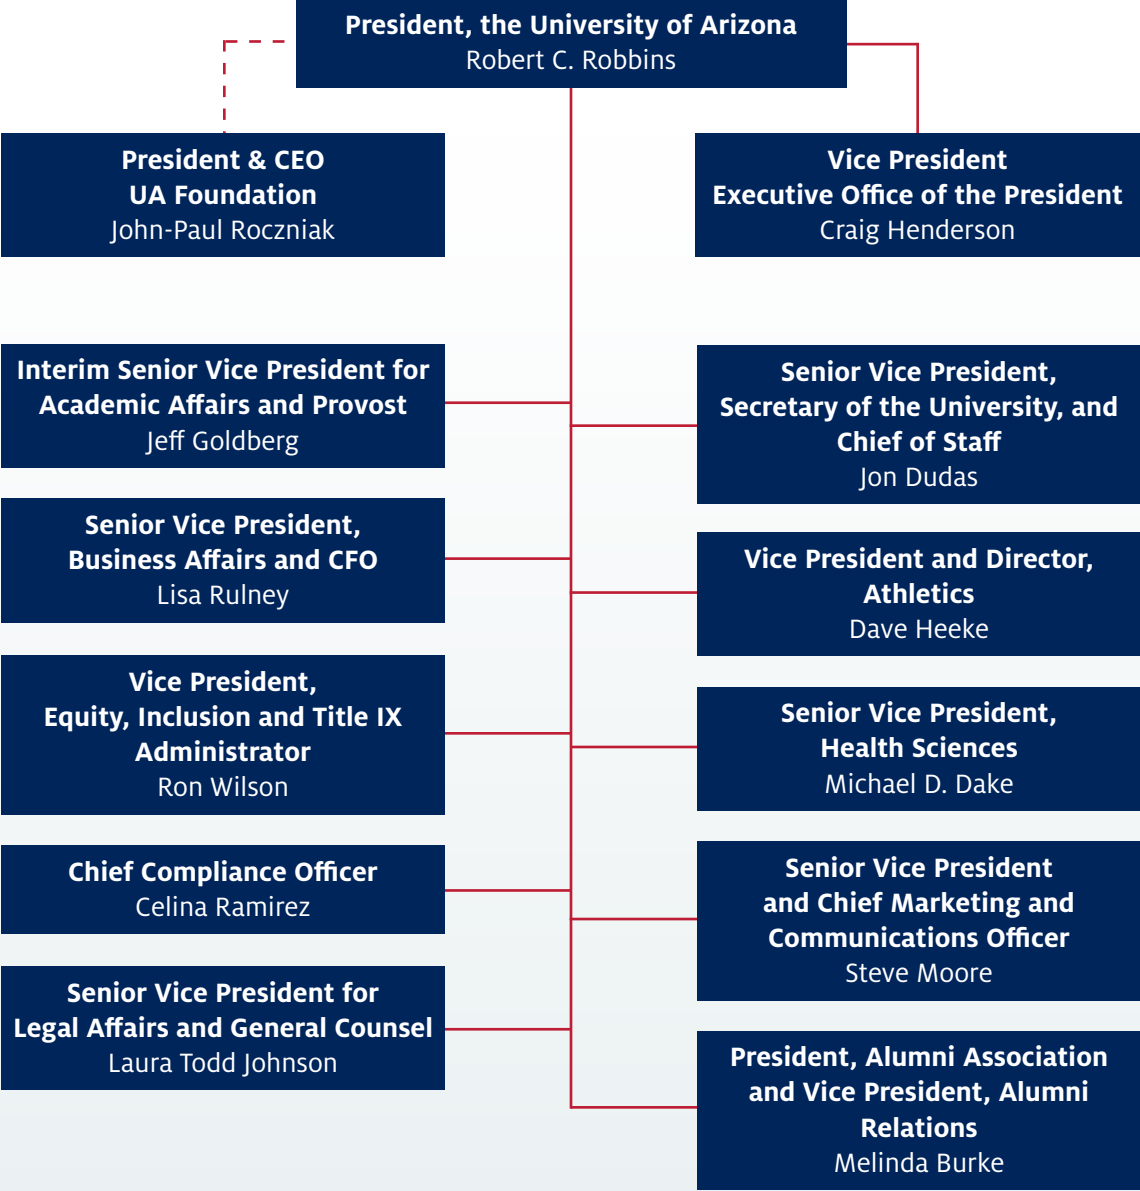 President, the University of Arizona
Robert C. Robbins
President & CEO
UA Foundation
John-Paul Roczniak
Vice President
Executive Office of the President
Craig Henderson
Interim Senior Vice President for
Academic Affairs and Provost
Jeff Goldberg
Senior Vice President,
Secretary of the University, and
Chief of Staff
Jon Dudas
Senior Vice President,
Business Affairs and CFO
Lisa Rulney
Vice President and Director,
Athletics
Dave Heeke
Vice President,
Equity, Inclusion and Title IX
Administrator
Ron Wilson
Senior Vice President,
Health Sciences
Michael D. Dake
Chief Compliance Officer
Celina Ramirez
Senior Vice President
and Chief Marketing and
Communications Officer
Steve Moore
Senior Vice President for
Legal Affairs and General Counsel
Laura Todd Johnson
President, Alumni Association
and Vice President, Alumni
Relations
Melinda Burke